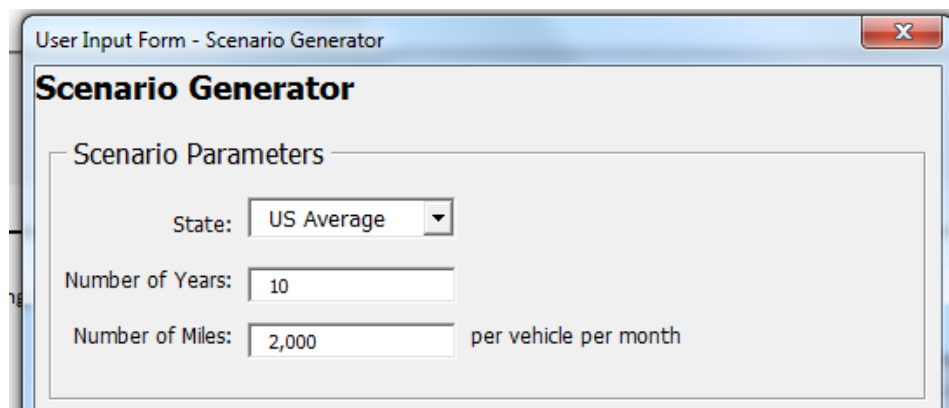 User Input Form - Scenario Generator
Scenario Generator
Scenario Parameters
State: US Average
Number of Years: 10
Number of Miles: 2,000 per vehicle per month